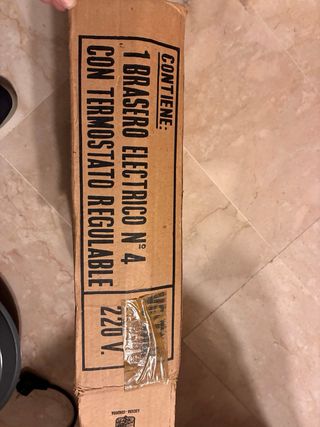 CONTIENE:
1 BRASERO ELECTRICO Nº 4
CON TERMOSTATO REGULABLE
220 V.